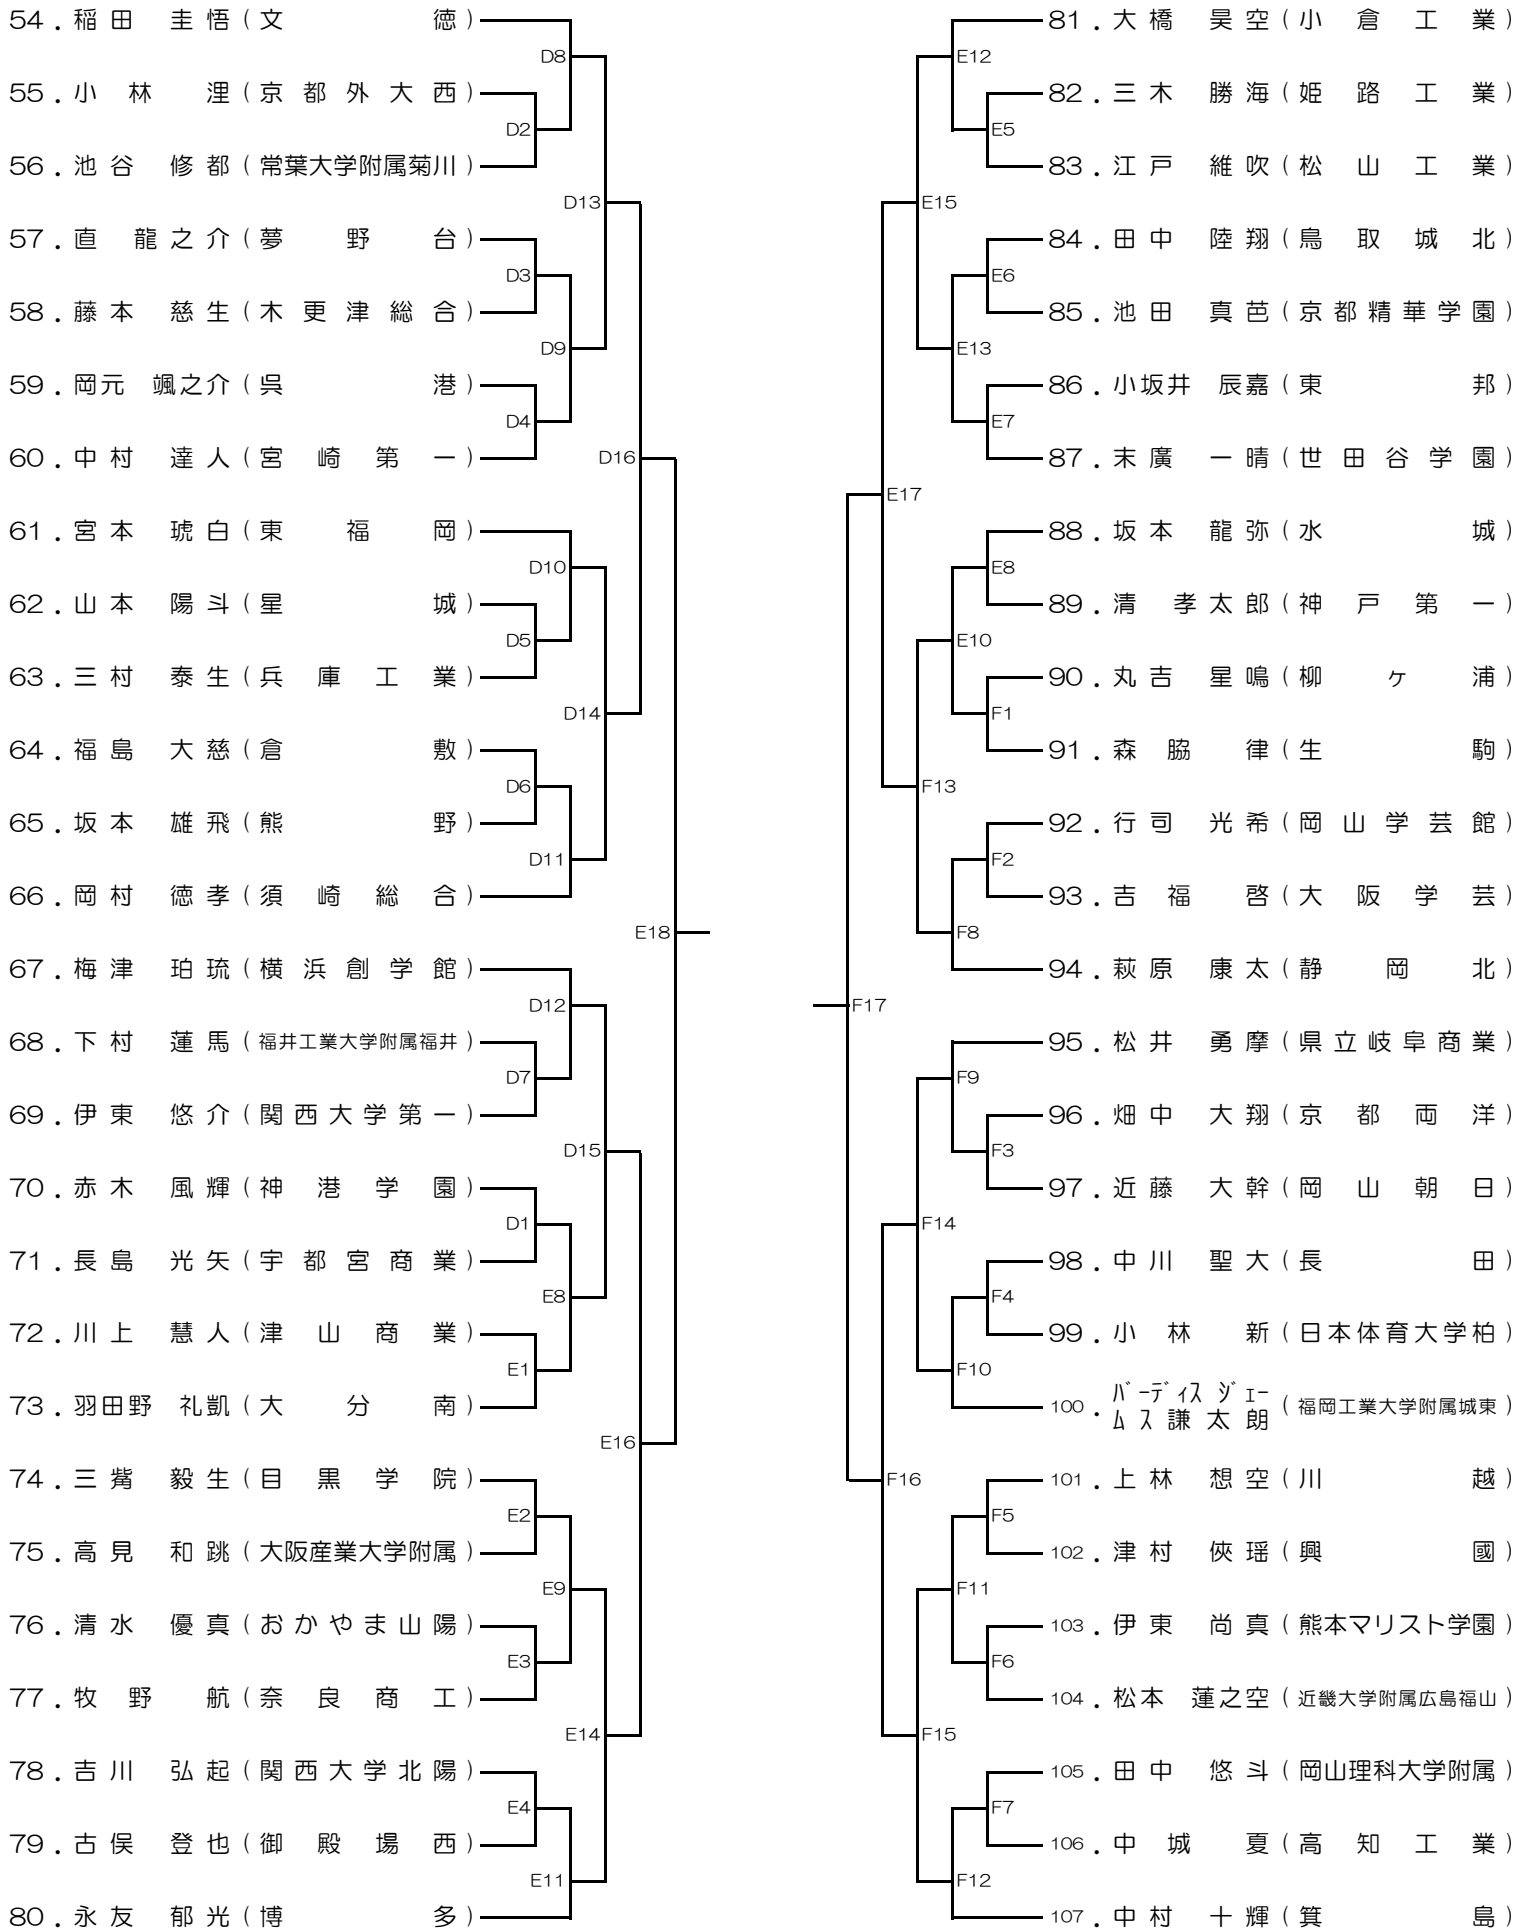 54.稲田 圭悟(文徳)
D8
55.小林 浬(京都外大西)
D2
56.池谷 修都(常葉大学附属菊川)
D13
57.直 龍之介(夢野台)
D3
58.藤本 慈生(木更津総合)
D9
59.岡元 颯之介(呉港)
D4
60.中村 達人(宮崎第一)
D16
61.宮本 琥白(東福岡)
D10
62.山本 陽斗(星城)
D5
63.三村 泰生(兵庫工業)
D14
64.福島 大慈(倉敷)
D6
65.坂本 雄飛(熊野)
D11
66.岡村 徳孝(須崎総合)
E18
67.梅津 珀琉(横浜創学館)
D12
68.下村 蓮馬(福井工業大学附属福井)
D7
69.伊東 悠介(関西大学第一)
D15
70.赤木 風輝(神港学園)
D1
71.長島 光矢(宇都宮商業)
E8
72.川上 慧人(津山商業)
E1
73.羽田野 礼凱(大分南)
E16
74.三觜 毅生(目黒学院)
E2
75.高見 和跳(大阪産業大学附属)
E9
76.清水 優真(おかやま山陽)
E3
77.牧野 航(奈良商工)
E14
78.吉川 弘起(関西大学北陽)
E4
79.古俣 登也(御殿場西)
E11
80.永友 郁光(博多)
81.大橋 昊空(小倉工業)
E12
82.三木 勝海(姫路工業)
E5
83.江戸 維吹(松山工業)
E15
84.田中 陸翔(鳥取城北)
E6
85.池田 真芭(京都精華学園)
E13
86.小坂井 辰嘉(東邦)
E7
87.末廣 一晴(世田谷学園)
E17
88.坂本 龍弥(水城)
E8
89.清 孝太郎(神戸第一)
E10
90.丸吉 星鳴(柳ヶ浦)
F1
91.森脇 律(生駒)
F13
92.行司 光希(岡山学芸館)
F2
93.吉福 啓(大阪学芸)
F8
94.萩原 康太(静岡北)
F17
95.松井 勇摩(県立岐阜商業)
F9
96.畑中 大翔(京都両洋)
F3
97.近藤 大幹(岡山朝日)
F14
98.中川 聖大(長田)
F4
99.小林 新(日本体育大学柏)
F10
100.バーディス ジェー
ムス謙太朗(福岡工業大学附属城東)
F16
101.上林 想空(川越)
F5
102.津村 俠瑶(興國)
F11
103.伊東 尚真(熊本マリスト学園)
F6
104.松本 蓮之空(近畿大学附属広島福山)
F15
105.田中 悠斗(岡山理科大学附属)
F7
106.中城 夏(高知工業)
F12
107.中村 十輝(箕島)